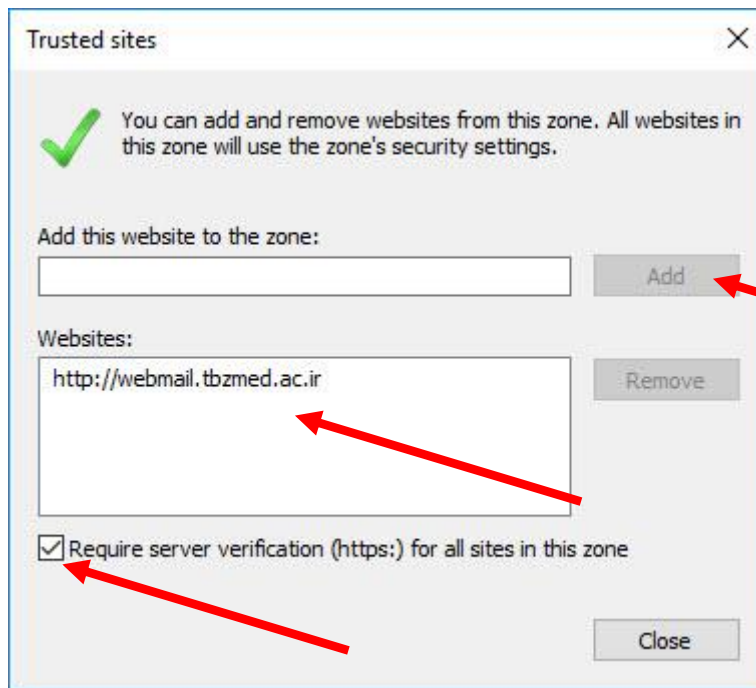 Trusted sites
You can add and remove websites from this zone. All websites in
this zone will use the zone's security settings.
Add this website to the zone:
Add
Websites:
http://webmail.tbzmed.ac.ir
Remove
Require server verification (https:) for all sites in this zone
Close